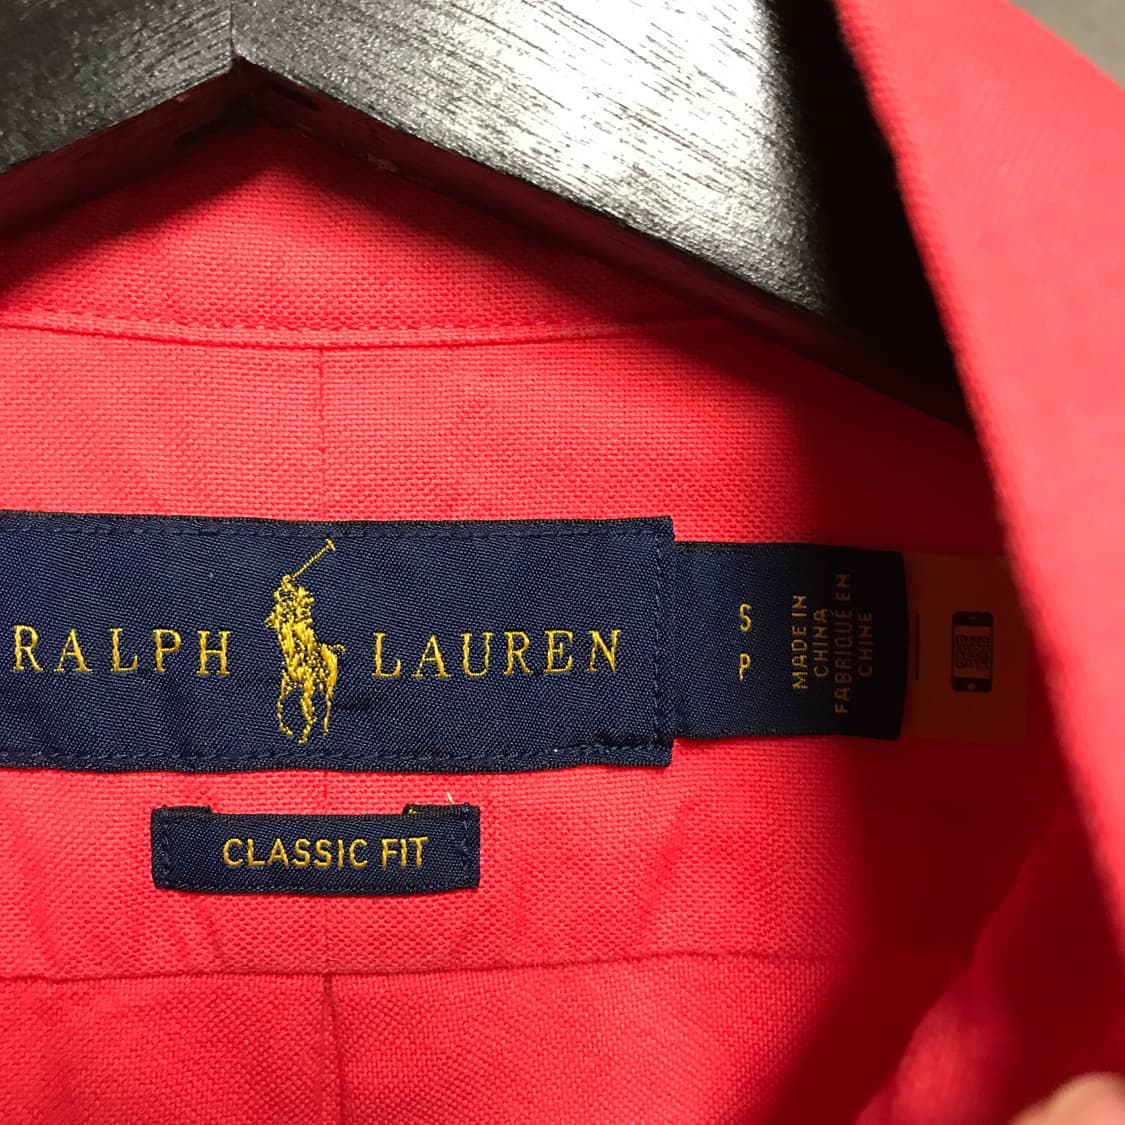 RALPH LAUREN
S
P
MADE IN
CHINA
FABRIQUÉ EN
CHINE
CLASSIC FIT